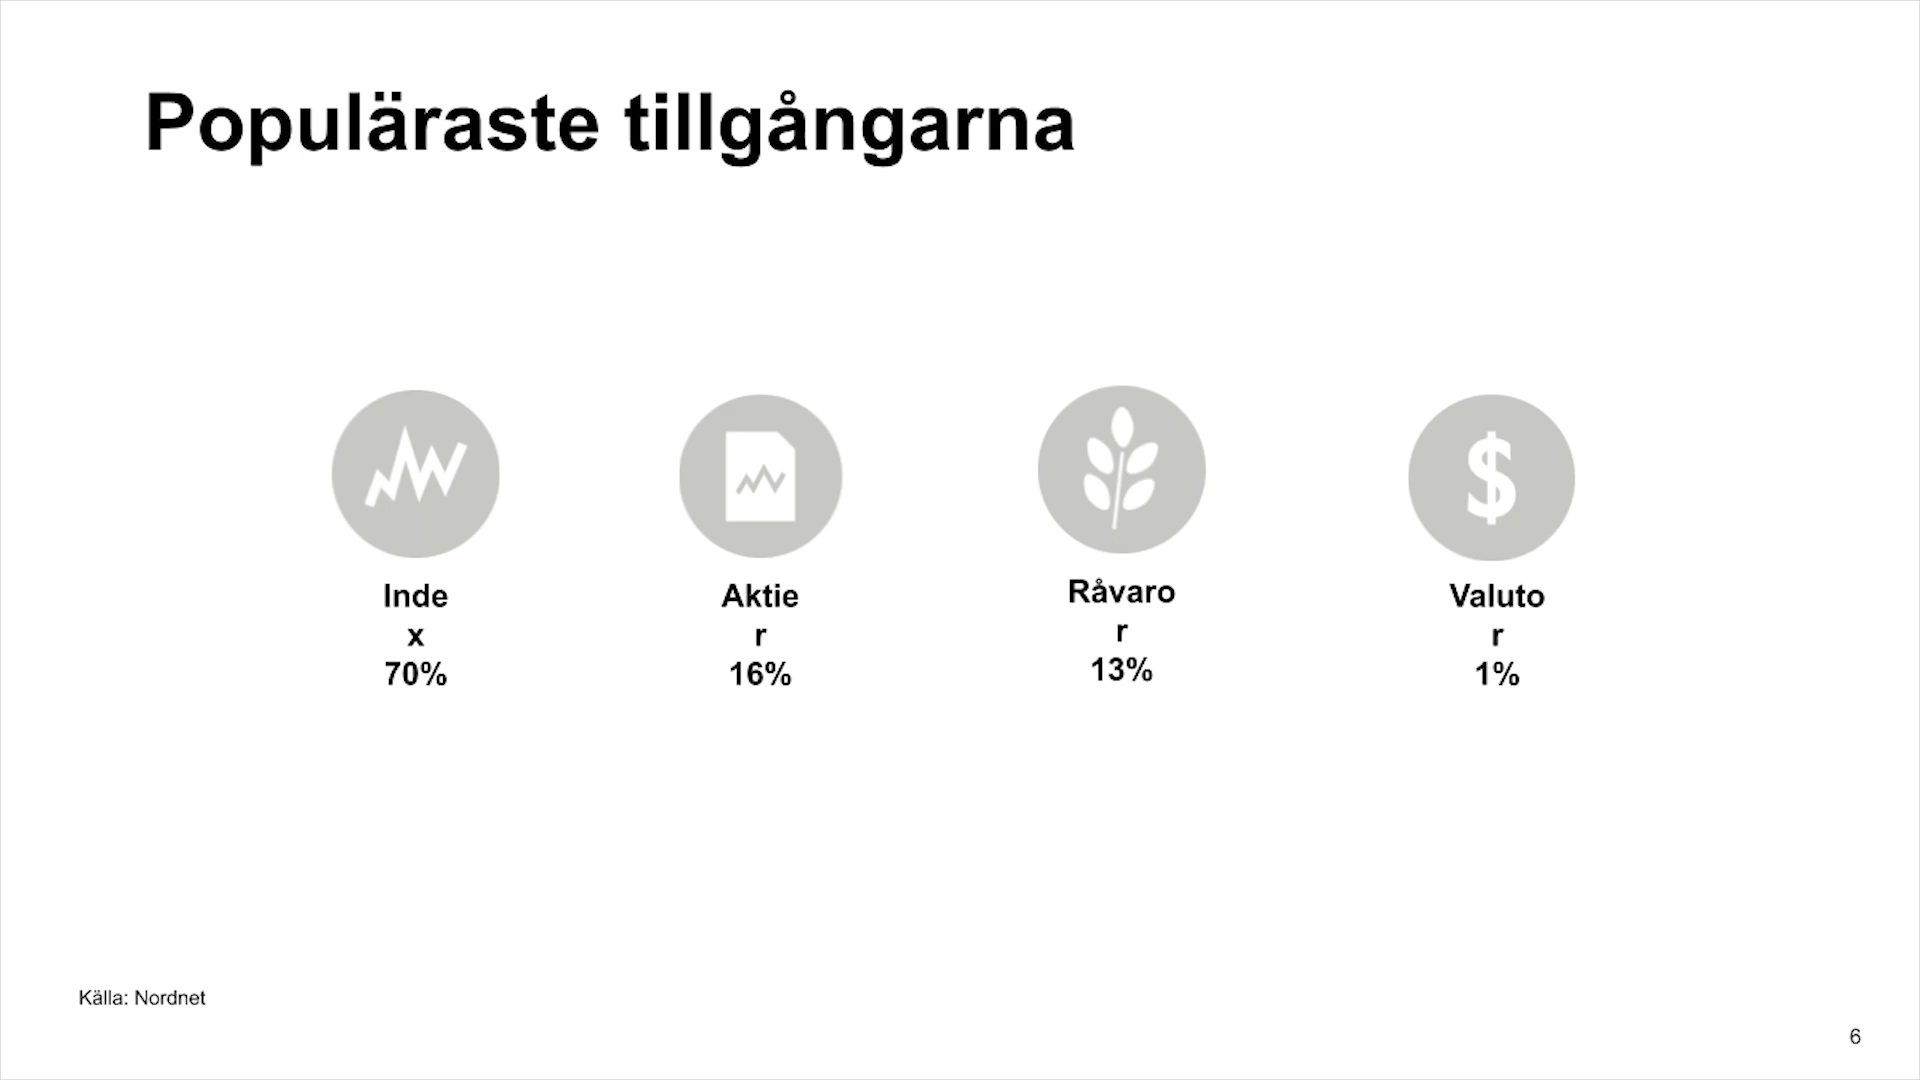 Populäraste tillgångarna
Inde
x
70%
Aktie
r
16%
Råvaro
r
13%
Valuto
r
1%
Källa: Nordnet
6